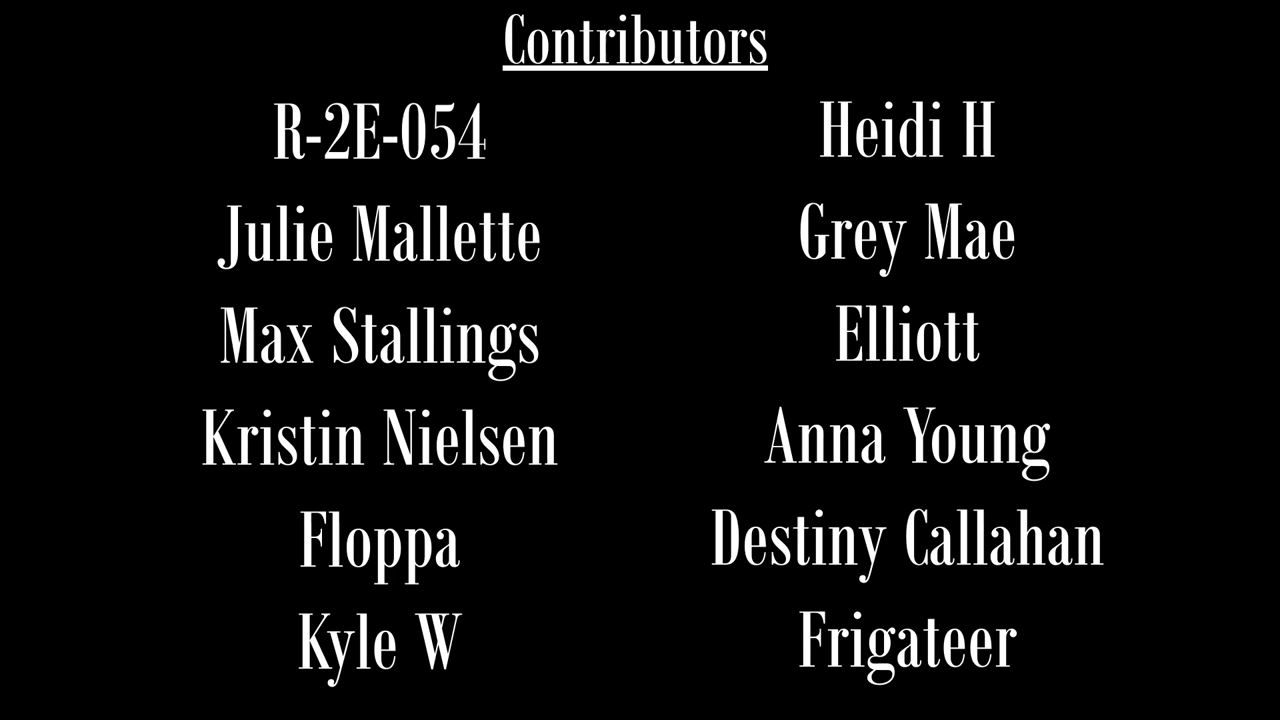 Contributors
R-2E-054
Heidi H
Julie Mallette
Grey Mae
Max Stallings
Elliott
Kristin Nielsen
Anna Young
Floppa
Destiny Callahan
Kyle W
Frigateer